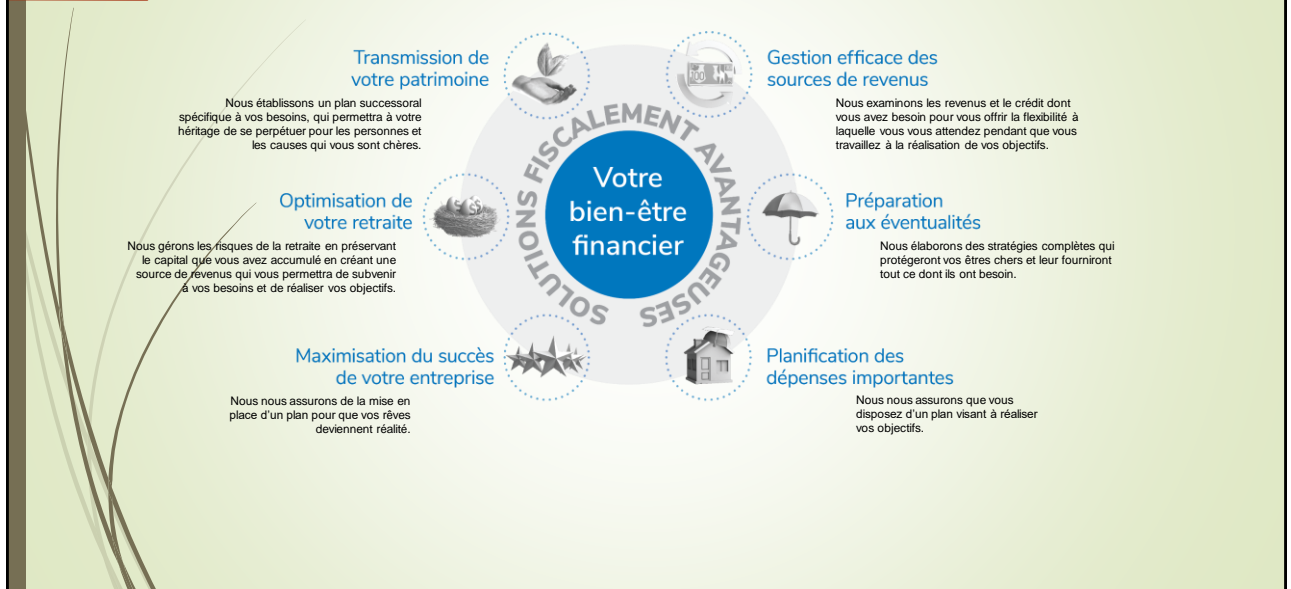 Transmission de
votre patrimoine
Nous établissons un plan successoral
spécifique à vos besoins, qui permettra à votre
héritage de se perpétuer pour les personnes et
les causes qui vous sont chères.
Gestion efficace des
sources de revenus
Nous examinons les revenus et le crédit dont
vous avez besoin pour vous offrir la flexibilité à
laquelle vous vous attendez pendant que vous
travaillez à la réalisation de vos objectifs.
SOLUTIONS FISCALEMENT AVANTAGEUSES
Votre
bien-être
financier
Optimisation de
votre retraite
Nous gérons les risques de la retraite en préservant
le capital que vous avez accumulé en créant une
source de revenus qui vous permettra de subvenir
à vos besoins et de réaliser vos objectifs.
Préparation
aux éventualités
Nous élaborons des stratégies complètes qui
protégeront vos êtres chers et leur fourniront
tout ce dont ils ont besoin.
Maximisation du succès
de votre entreprise
Nous nous assurons de la mise en
place d'un plan pour que vos rêves
deviennent réalité.
Planification des
dépenses importantes
Nous nous assurons que vous
disposez d'un plan visant à réaliser
vos objectifs.
100